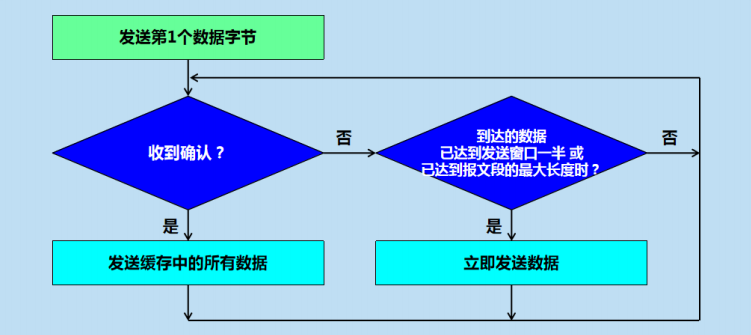 发送第1个数据字节
收到确认？
否
到达的数据
已达到发送窗口一半 或
已达到报文段的最大长度时？
否
是
是
发送缓存中的所有数据
立即发送数据